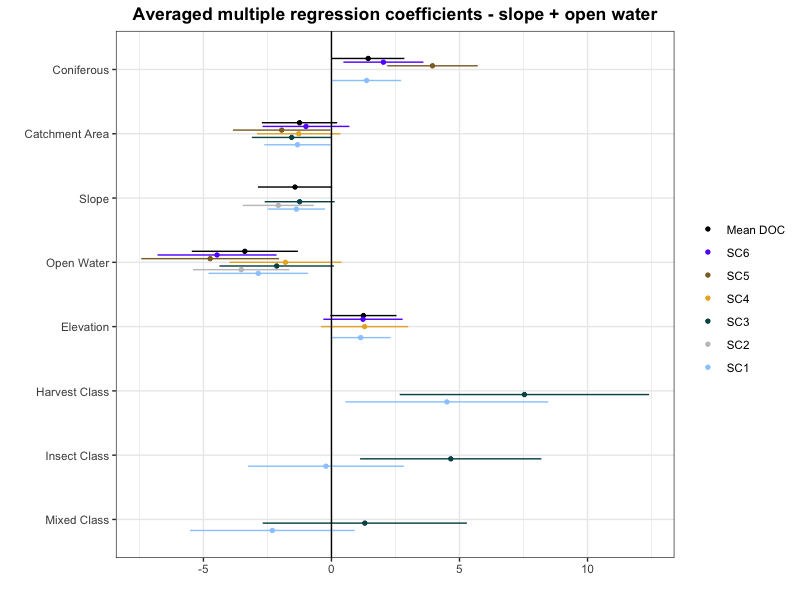 Averaged multiple regression coefficients - slope + open water
Coniferous
Catchment Area
Slope
Open Water
Elevation
Harvest Class
Insect Class
Mixed Class
-5
0
5
10
Mean DOC
SC6
SC5
SC4
SC3
SC2
SC1